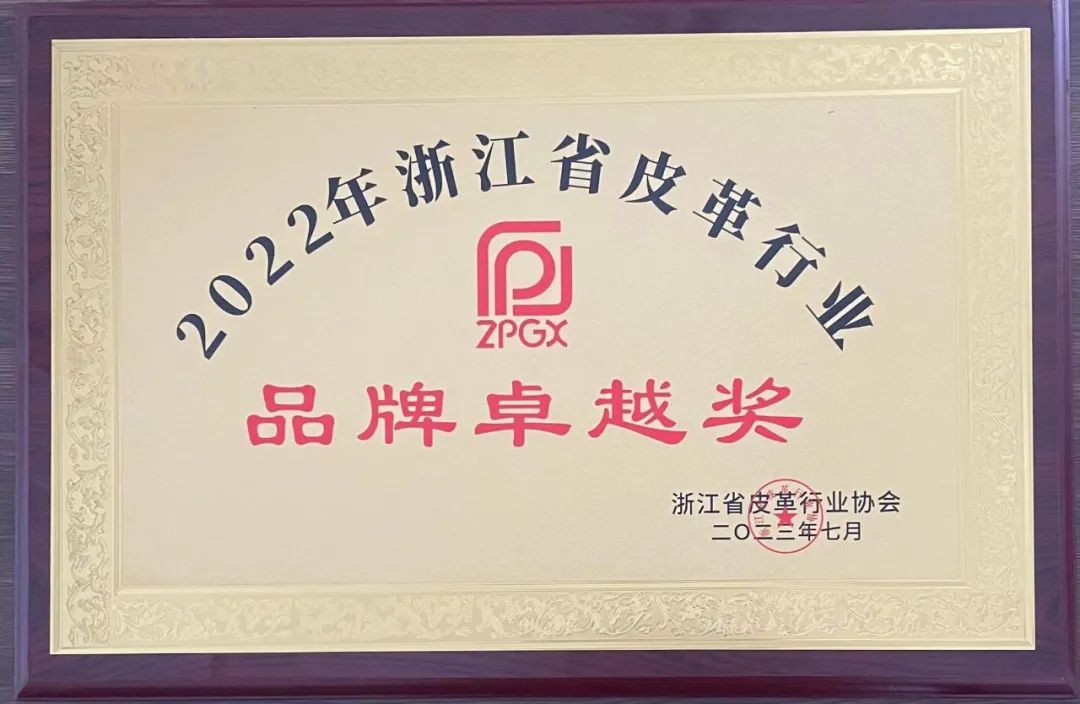 2022年浙江省皮革行业
ZPGX
品牌卓越奖
浙江省皮革行业协会
二〇二三年七月